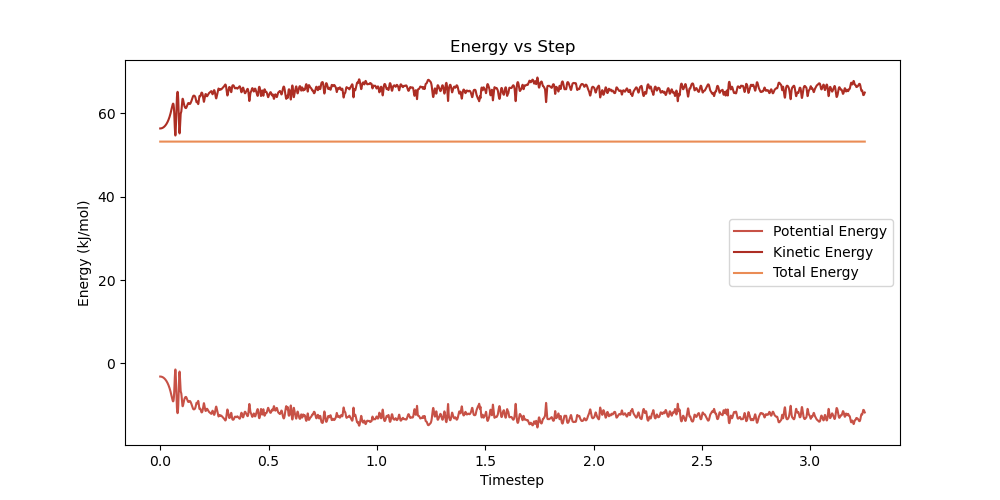 Energy vs Step
Energy (kJ/mol)
60
40
20
0
Potential Energy
Kinetic Energy
Total Energy
0.0 0.5 1.0 1.5 2.0 2.5 3.0
Timestep